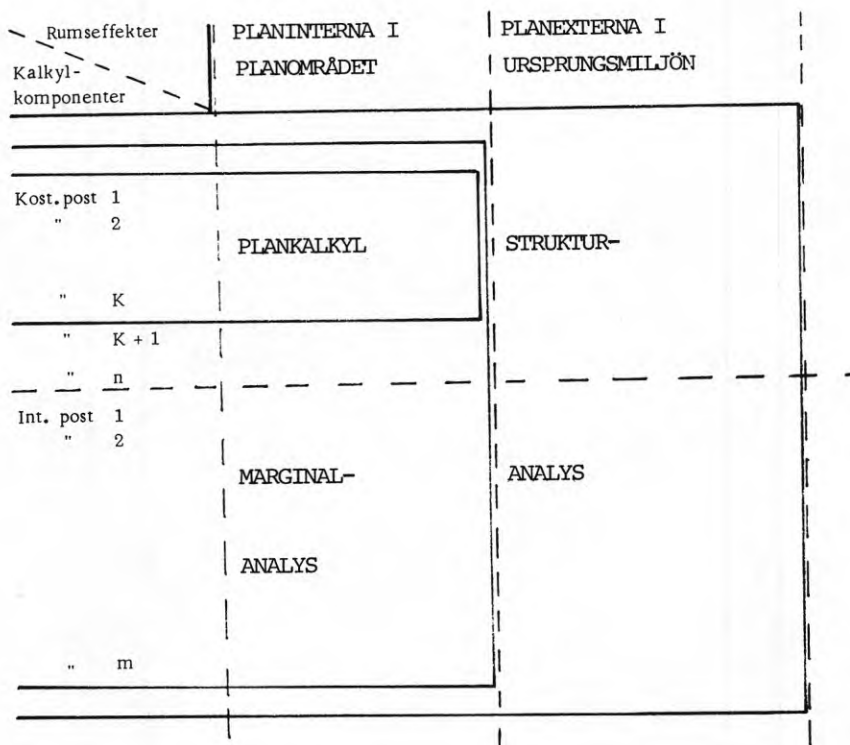 Rumseffekter
Kalkyl-
komponenter
PLANINTERNA I
PLANOMRÅDET
PLANEXTERNA I
URSPRUNGSMILJÖN
Kost.post 1
" 2
" K
" K + 1
" n
PLANKALKYL
STRUKTUR-
Int. post 1
" 2
" m
MARGINAL-
ANALYS
ANALYS